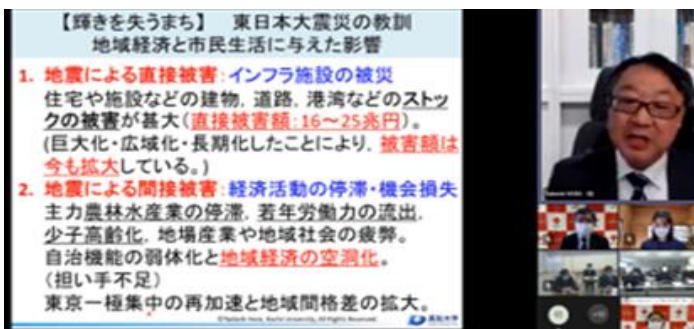 【輝きを失うまち】 東日本大震災の教訓
地域経済と市民生活に与えた影響
1. 地震による直接被害：インフラ施設の被災
住宅や施設などの建物，道路，港湾などのストッ
クの被害が甚大（直接被害額：16～25兆円）。
（巨大化・広域化・長期化したことにより，被害額は
今も拡大している。）
2. 地震による間接被害：経済活動の停滞・機会損失
主力農林水産業の停滞，若年労働力の流出，
少子高齢化，地場産業や地域社会の疲弊。
自治機能の弱体化と地域経済の空洞化。
（担い手不足）
東京一極集中の再加速と地域間格差の拡大。